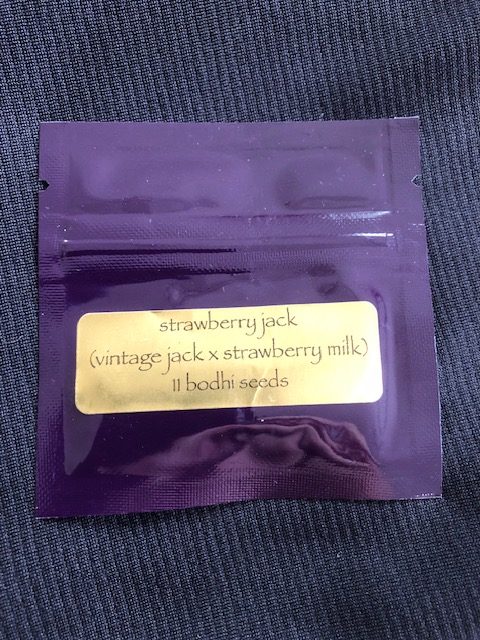 strawberry jack
(vintage jack x strawberry milk)
11 bodhi seeds